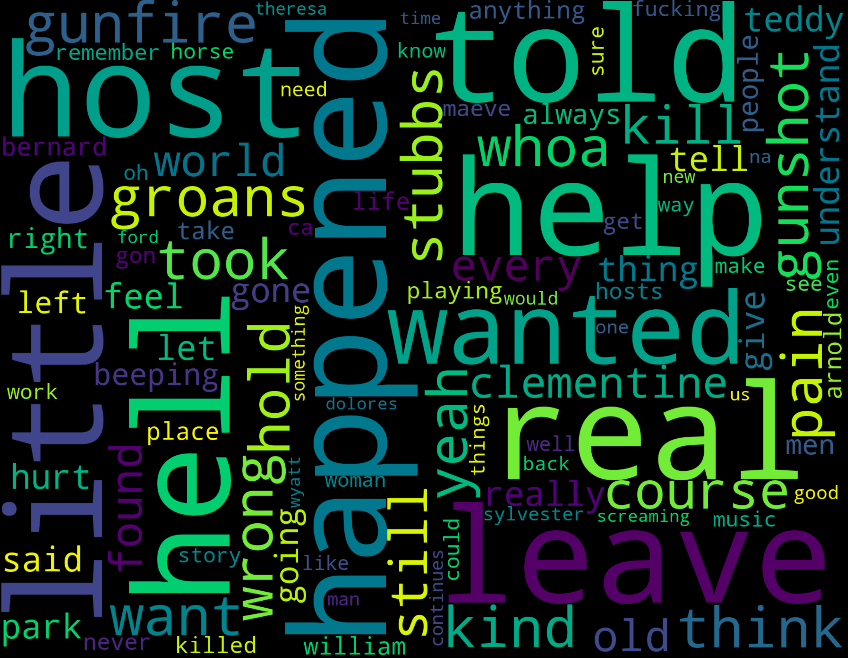 theresa
gunfire
time
anything
fucking
teddy
told
remember
horse
know
sure
people
host
need
happened
stubbs
maeve
always
kill
gunshot
understand
bernard
little
oh
world
whoa
tell
na
new
help
groans
life
way
get
right
ford
take
ca
gon
took
every
thing
make
see
even
left
feel
gone
playing
would
hosts
give
arnold
hell
let
hold
something
wanted
one
pain
work
beeping
dolores
yeah
clementine
us
place
wrong
real
things
well
men
hurt
found
wyatt
woman
back
really
course
good
said
story
going
like
still
continues
could
sylvester
screaming
music
leave
park
want
man
never
killed
william
kind
old
think